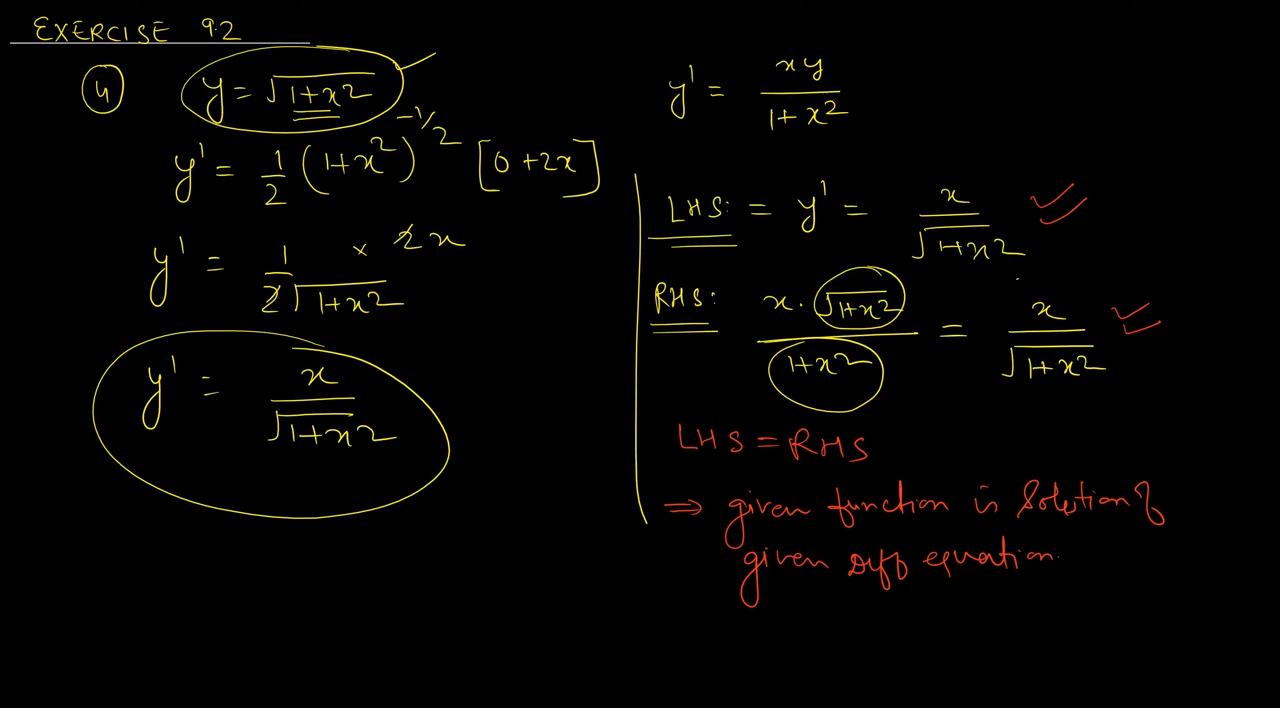 EXERCISE 9.2
4 y = √(1+x²)
y' = 1/2 (1+x²)^(-1/2) [0+2x]
y' = 1/(2√(1+x²)) × 2x
y' = x/√(1+x²)
y' = xy/(1+x²)
LHS: = y' = x/√(1+x²)
RHS: x·√(1+x²)/(1+x²) = x/√(1+x²)
LHS = RHS
⇒ given function is Solution of
given Diff equation.